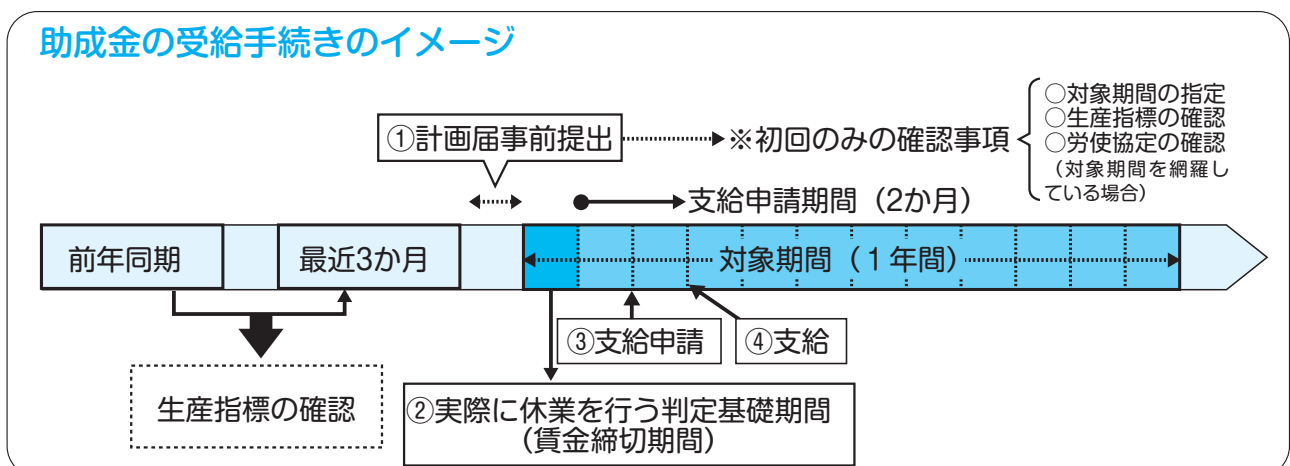 助成金の受給手続きのイメージ
①計画届事前提出
※初回のみの確認事項
○対象期間の指定
○生産指標の確認
○労使協定の確認
（対象期間を網羅し
ている場合）
支給申請期間（2か月）
前年同期
最近3か月
対象期間（１年間）
③支給申請
④支給
生産指標の確認
②実際に休業を行う判定基礎期間
（賃金締切期間）